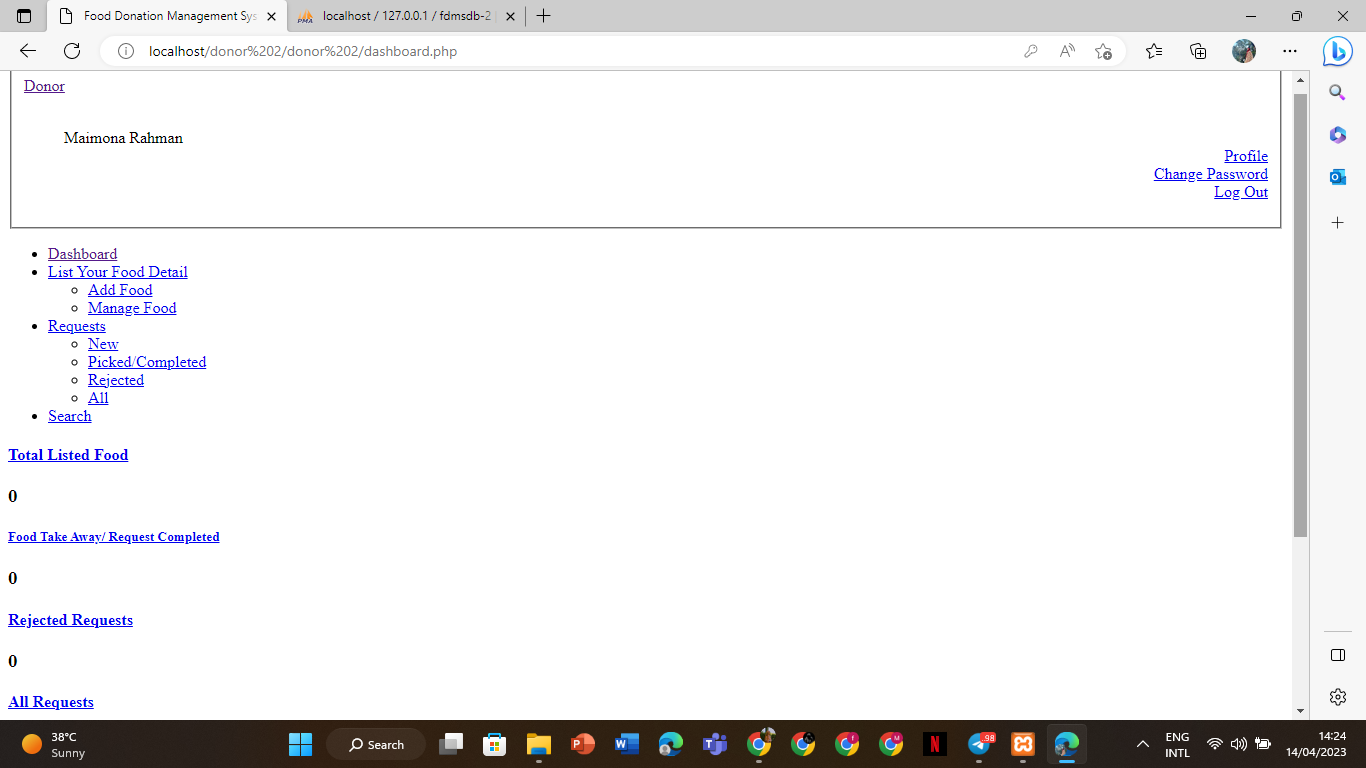 Food Donation Management Sys
localhost / 127.0.0.1 / fdmsdb-2
localhost/donor%202/donor%202/dashboard.php
Donor
Maimona Rahman
Profile
Change Password
Log Out
Dashboard
List Your Food Detail
Add Food
Manage Food
Requests
New
Picked/Completed
Rejected
All
Search
Total Listed Food
0
Food Take Away/ Request Completed
0
Rejected Requests
0
All Requests
38°C
Sunny
Search
98
ENG
INTL
14:24
14/04/2023